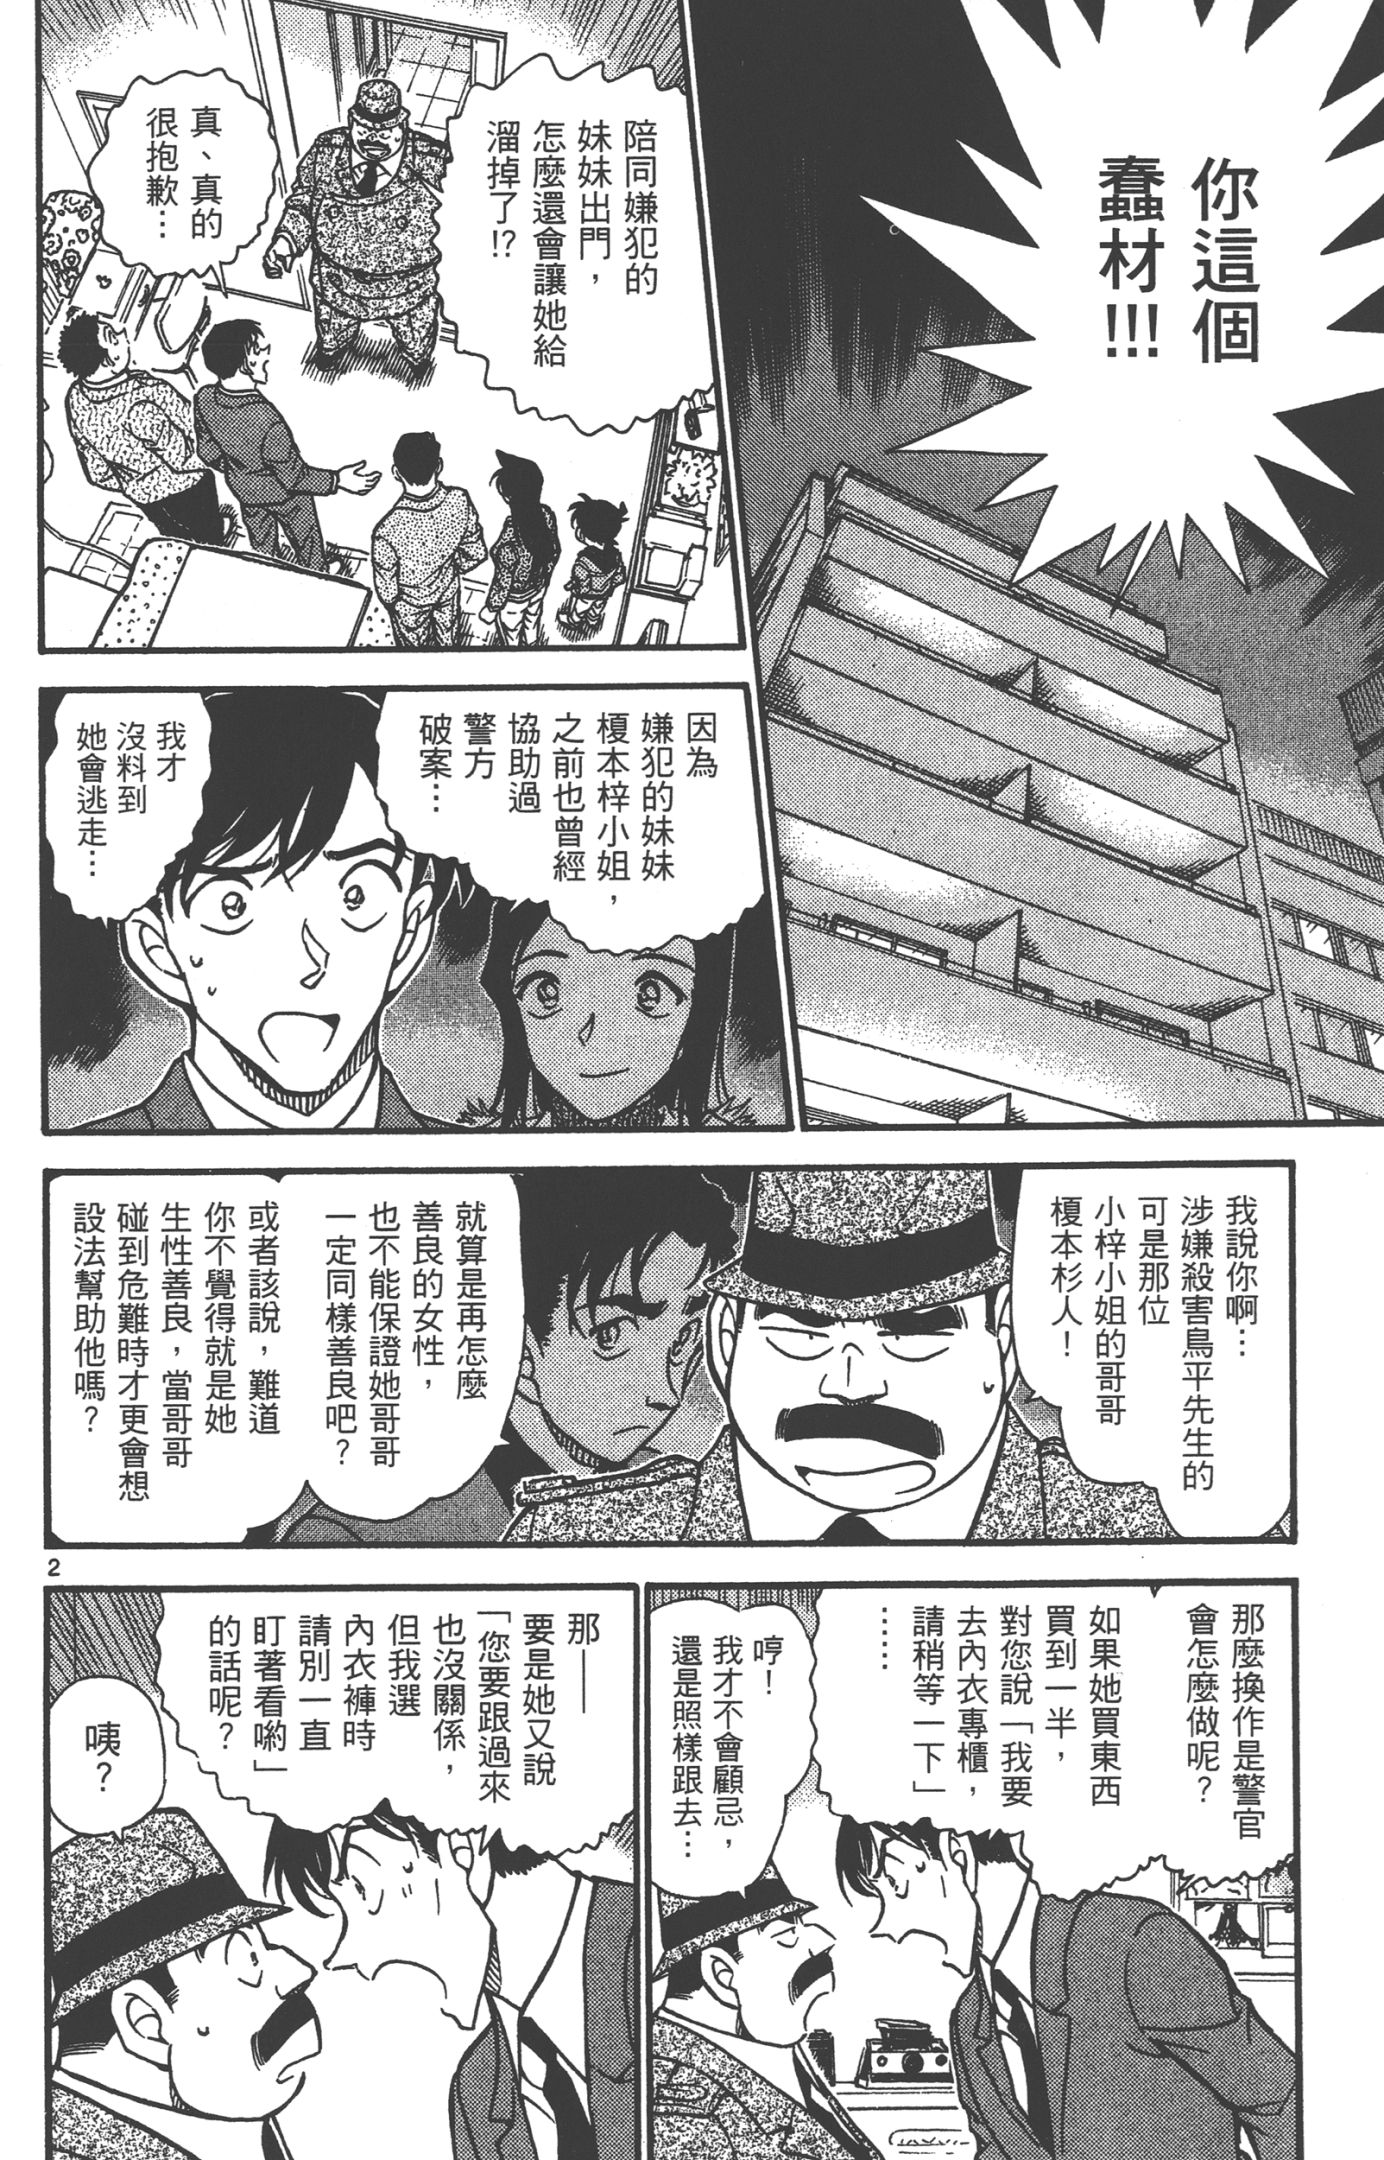 你這個
蠢材!!!
陪同嫌犯的
妹妹出門，
怎麼還會讓她給
溜掉了!?
真、真的
很抱歉…
因為
嫌犯的妹妹
榎本梓小姐，
之前也曾經
協助過
警方
破案…
我才
沒料到
她會逃走…
我說你啊…
涉嫌殺害鳥平先生的
可是那位
小梓小姐的哥哥
榎本杉人！
就算是再怎麼
善良的女性，
也不能保證她哥哥
一定同樣善良吧？
或者該說，難道
你不覺得就是她
生性善良，當哥哥
碰到危難時才更會想
設法幫助他嗎？
2
那麼換作是警官
會怎麼做呢？
如果她買東西
買到一半，
對您說「我要
去內衣專櫃，
請稍等一下」
……
哼！
我才不會顧忌，
還是照樣跟去…
那——
要是她又說
「您要跟過來
也沒關係，
但我選
內衣褲時
請別一直
盯著看喲」
的話呢？
咦？